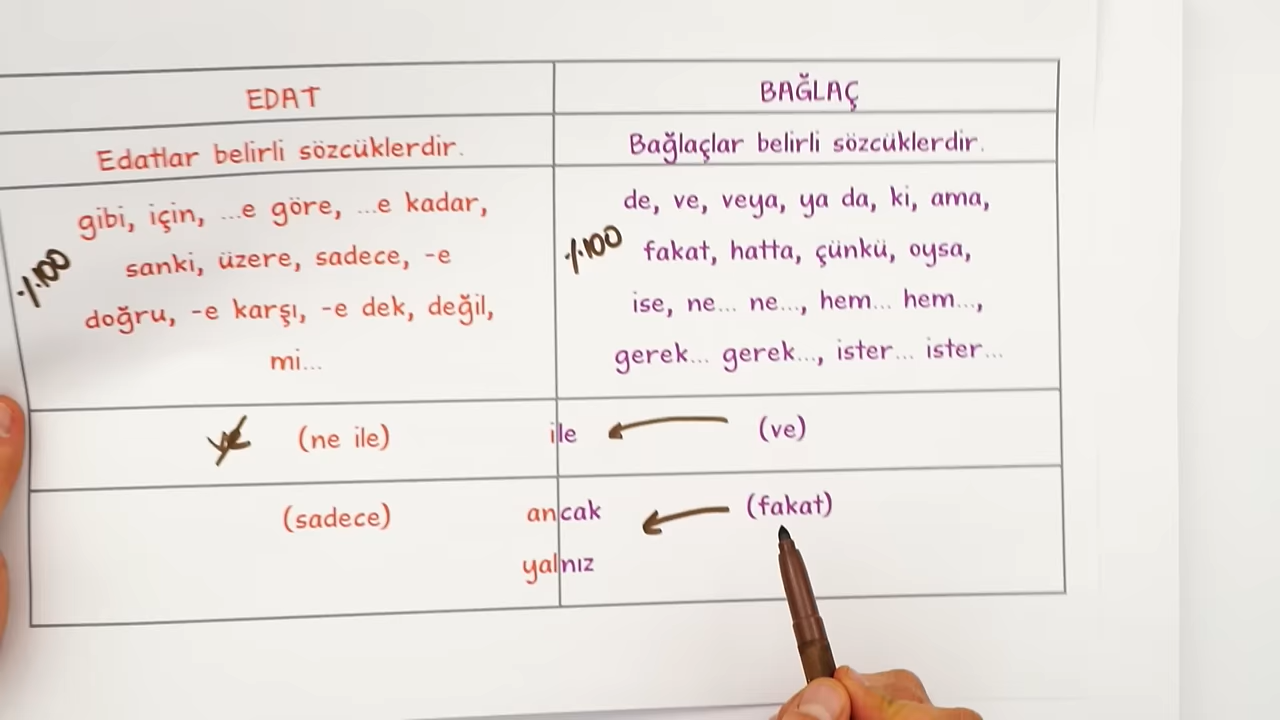 EDAT
BAĞLAÇ
Edatlar belirli sözcüklerdir.
Bağlaçlar belirli sözcüklerdir.
gibi, için, ...e göre, ...e kadar,
sanki, üzere, sadece, -e
doğru, -e karşı, -e dek, değil,
mi...
%100
de, ve, veya, ya da, ki, ama,
fakat, hatta, çünkü, oysa,
ise, ne... ne..., hem... hem...,
gerek... gerek..., ister... ister...
%100
ve (ne ile) ile (ve)
(sadece) ancak (fakat)
yalnız